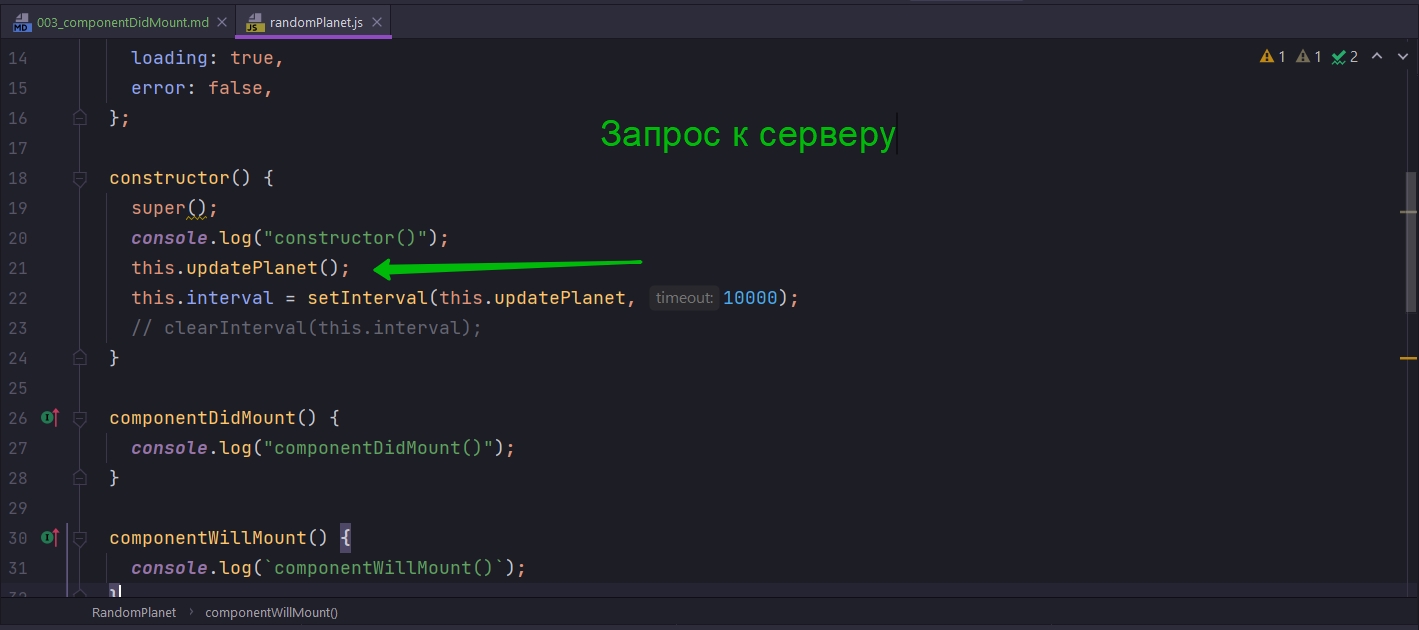 MD 003_componentDidMount.md JS randomPlanet.js
14 loading: true, 1 1 2
15 error: false,
16 };
Запрос к серверу
17
18 constructor() {
19 super();
20 console.log("constructor()");
21 this.updatePlanet();
22 this.interval = setInterval(this.updatePlanet, timeout: 10000);
23 // clearInterval(this.interval);
24 }
25
26 componentDidMount() {
27 console.log("componentDidMount()");
28 }
29
30 componentWillMount() {
31 console.log(`componentWillMount()`);
32 }
RandomPlanet › componentWillMount()